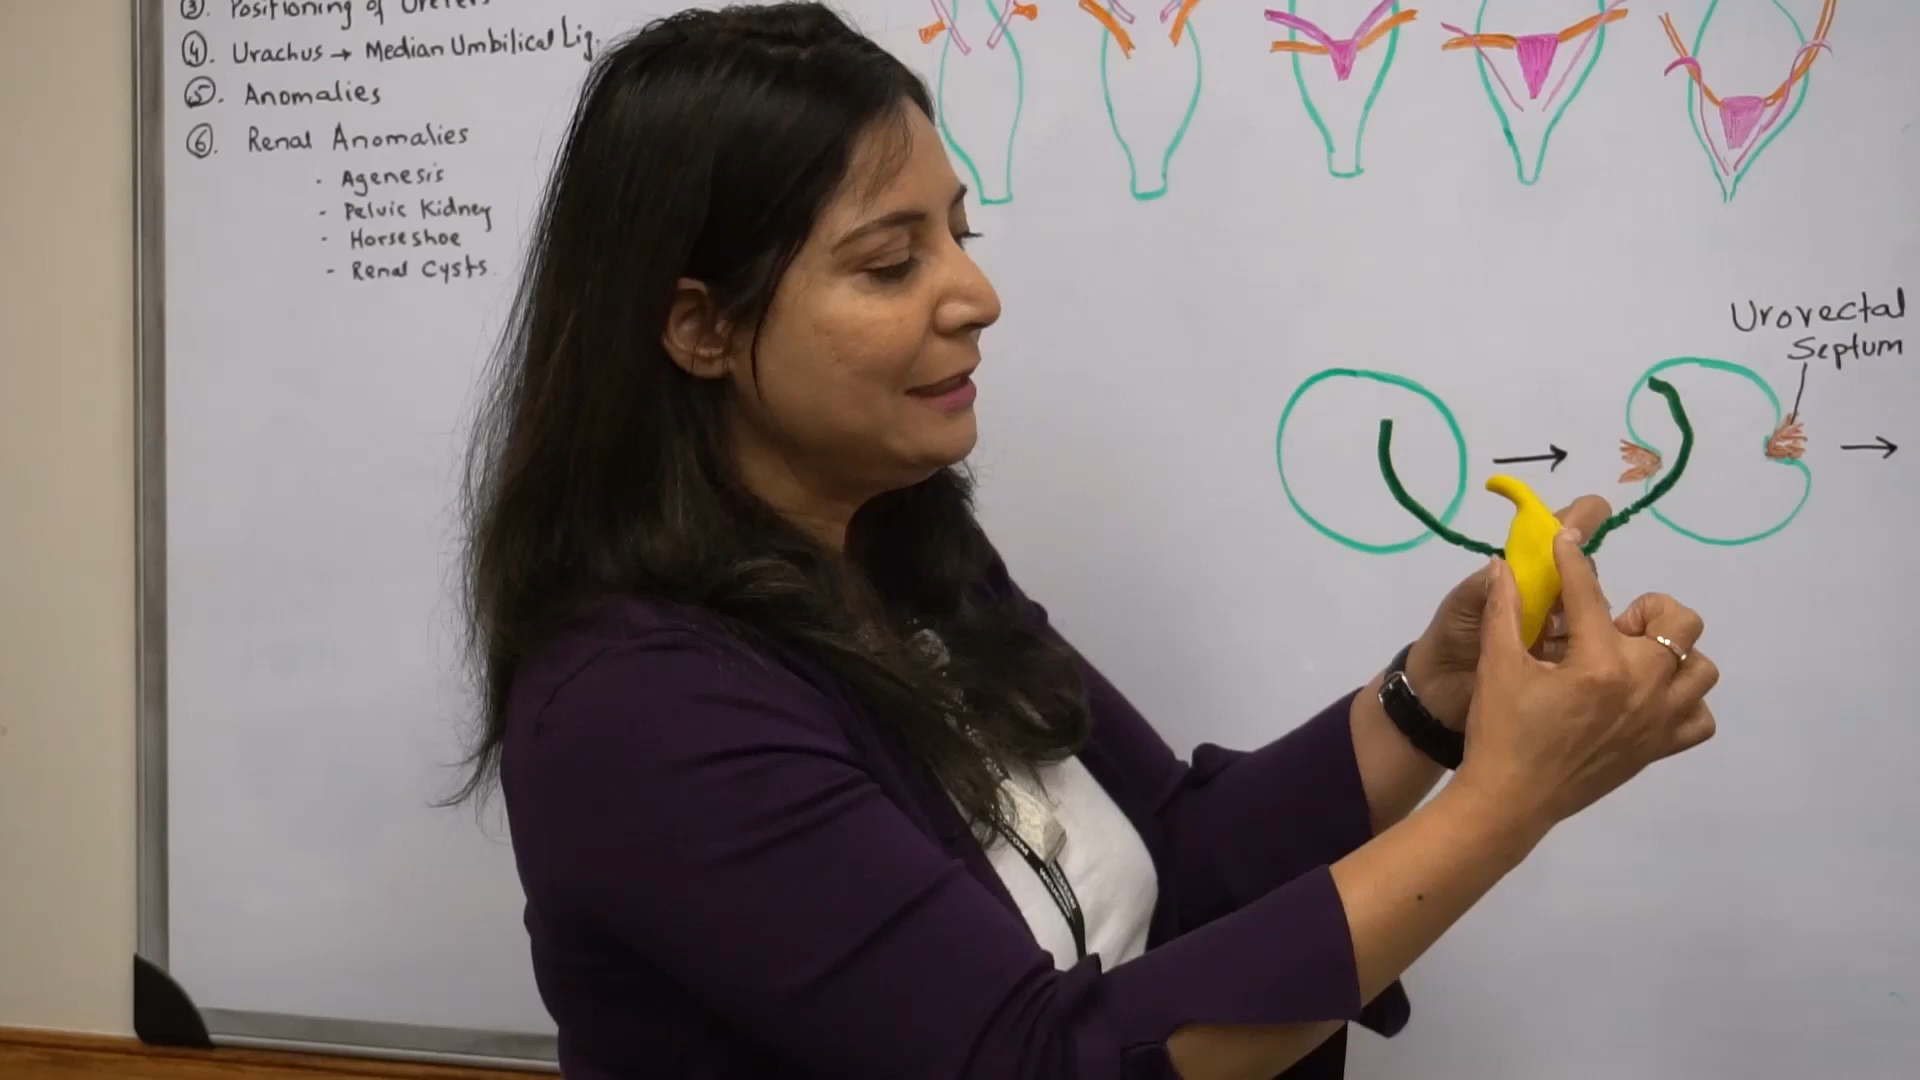 ③. Positioning of Ureters
④. Urachus → Median Umbilical Lig.
⑤. Anomalies
⑥. Renal Anomalies
- Agenesis
- Pelvic Kidney
- Horseshoe
- Renal Cysts
Urorectal
Septum